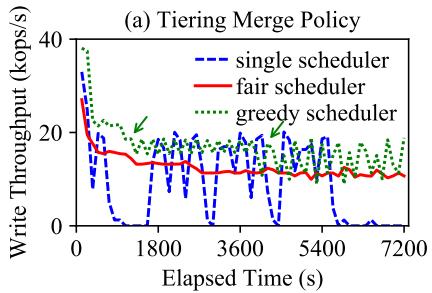 (a) Tiering Merge Policy
Write Throughput (kops/s)
40
20
0
single scheduler
fair scheduler
greedy scheduler
0 1800 3600 5400 7200
Elapsed Time (s)